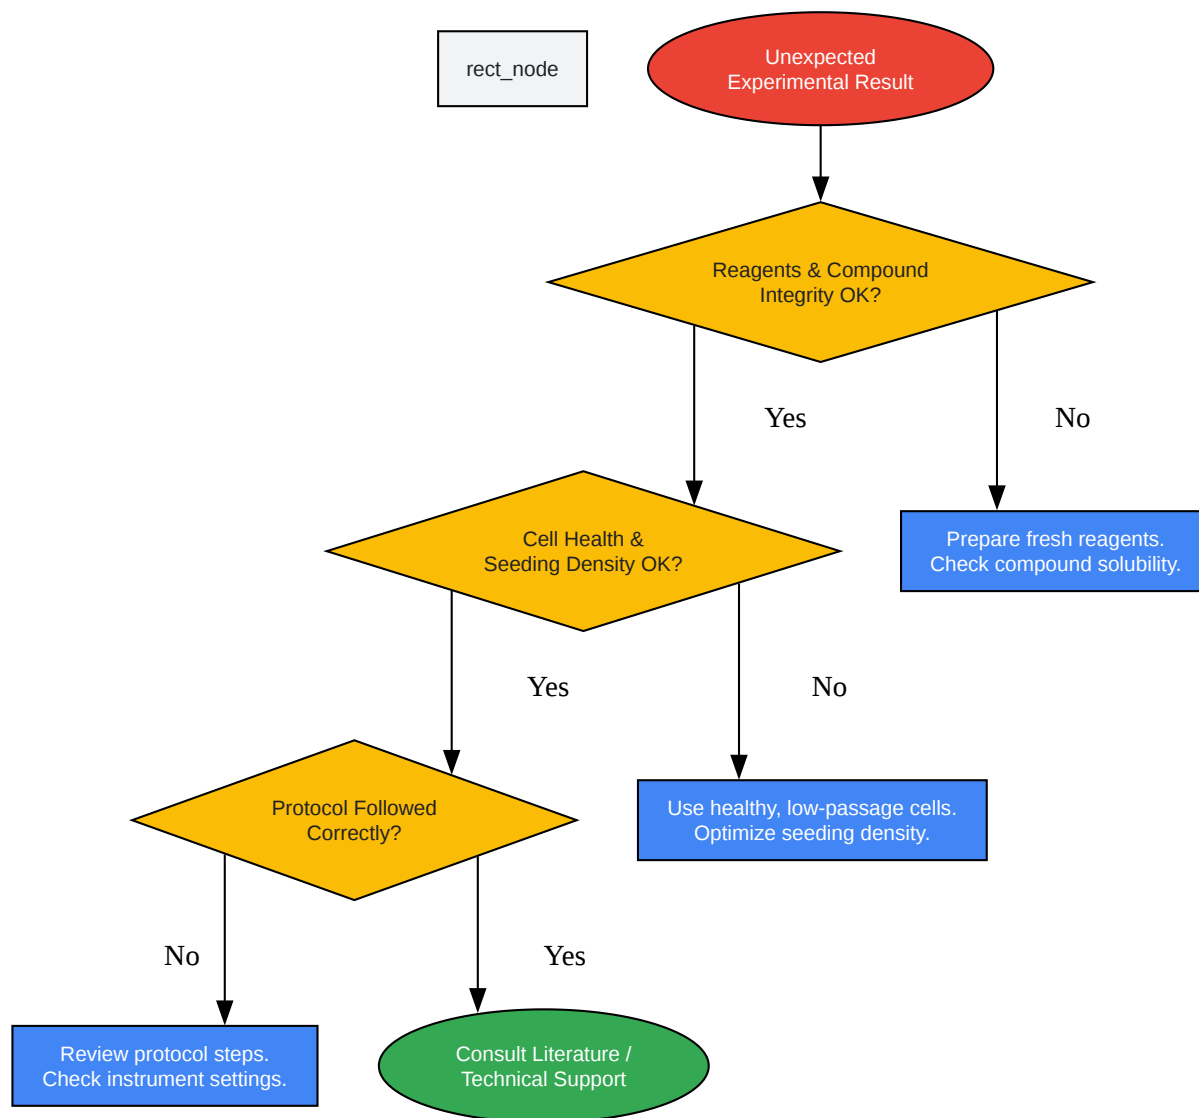 rect_node
Unexpected
Experimental Result
Reagents & Compound
Integrity OK?
Yes
No
Cell Health &
Seeding Density OK?
Prepare fresh reagents.
Check compound solubility.
Yes
No
Protocol Followed
Correctly?
Use healthy, low-passage cells.
Optimize seeding density.
No
Yes
Review protocol steps.
Check instrument settings.
Consult Literature /
Technical Support